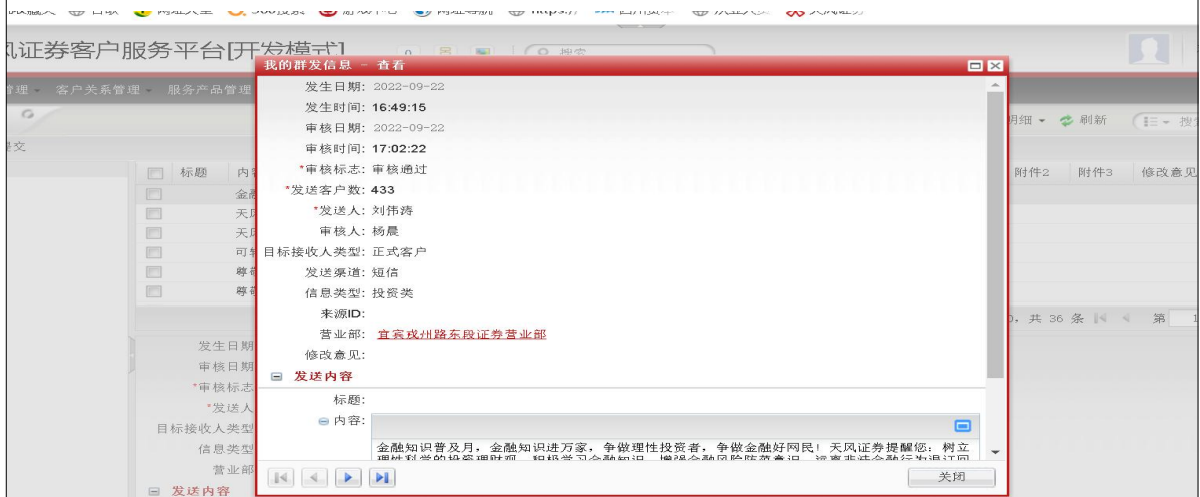 网址大全
风证券客户服务平台[开发模式]
搜索
管理
客户关系管理
服务产品管理
我的群发信息 - 查看
发生日期: 2022-09-22
发生时间: 16:49:15
审核日期: 2022-09-22
审核时间: 17:02:22
*审核标志: 审核通过
*发送客户数: 433
*发送人: 刘伟涛
审核人: 杨晨
目标接收人类型: 正式客户
发送渠道: 短信
信息类型: 投资类
来源ID:
营业部: 宜宾戎州路东段证券营业部
修改意见:
发送内容
标题:
内容:
金融知识普及月，金融知识进万家，争做理性投资者，争做金融好网民！天风证券提醒您：树立
关闭
明细
刷新
提交
标题
附件2
附件3
修改意见
共 36 条
第 1
发生日期
审核日期
*审核标志
*发送人
目标接收人类型
信息类型
营业部
发送内容